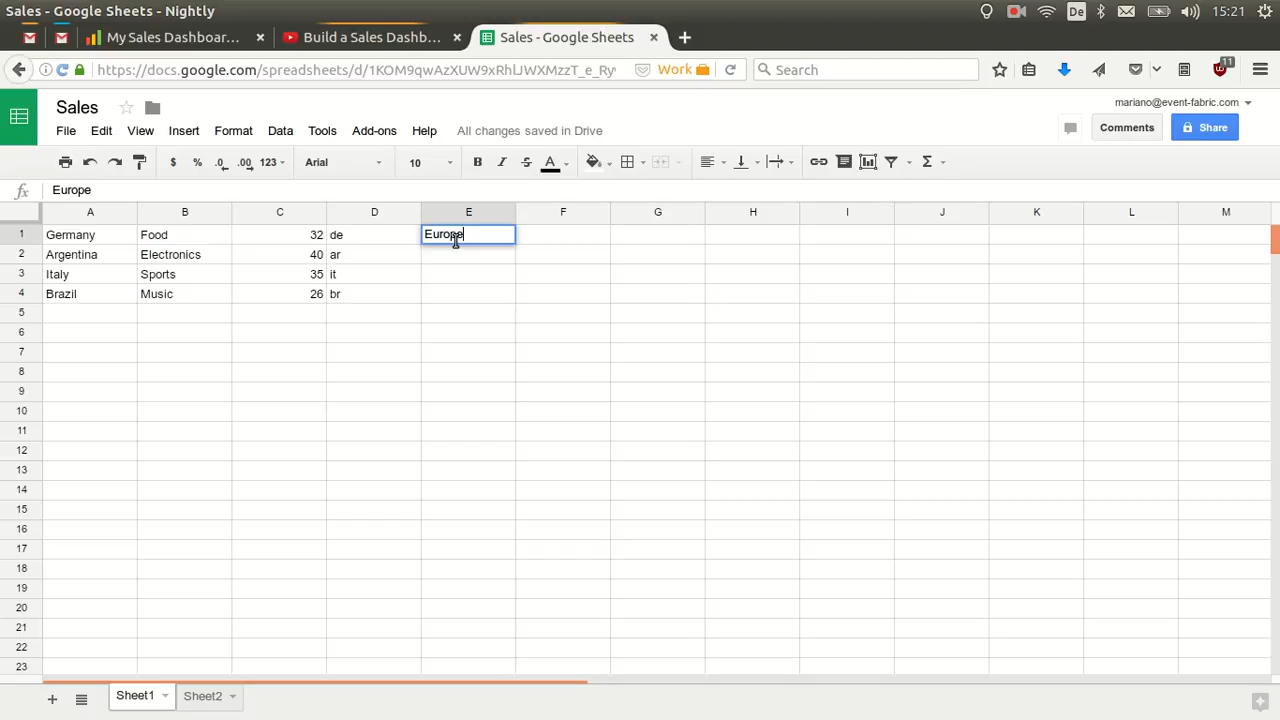 Sales - Google Sheets - Nightly
De
15:21
My Sales Dashboar... ×
Build a Sales Dashb... ×
Sales - Google Sheets ×
https://docs.google.com/spreadsheets/d/1KOM9qwAzXUW9xRhlJWXMzzT_e_Ry
Work
Search
11
Sales
mariano@event-fabric.com
File Edit View Insert Format Data Tools Add-ons Help All changes saved in Drive
Comments
Share
$ % .0 .00 123 Arial 10 B I S A Σ
fx Europe
A B C D E F G H I J K L M
1 Germany Food 32 de Europe
2 Argentina Electronics 40 ar
3 Italy Sports 35 it
4 Brazil Music 26 br
5
6
7
8
9
10
11
12
13
14
15
16
17
18
19
20
21
22
23
+ Sheet1 Sheet2